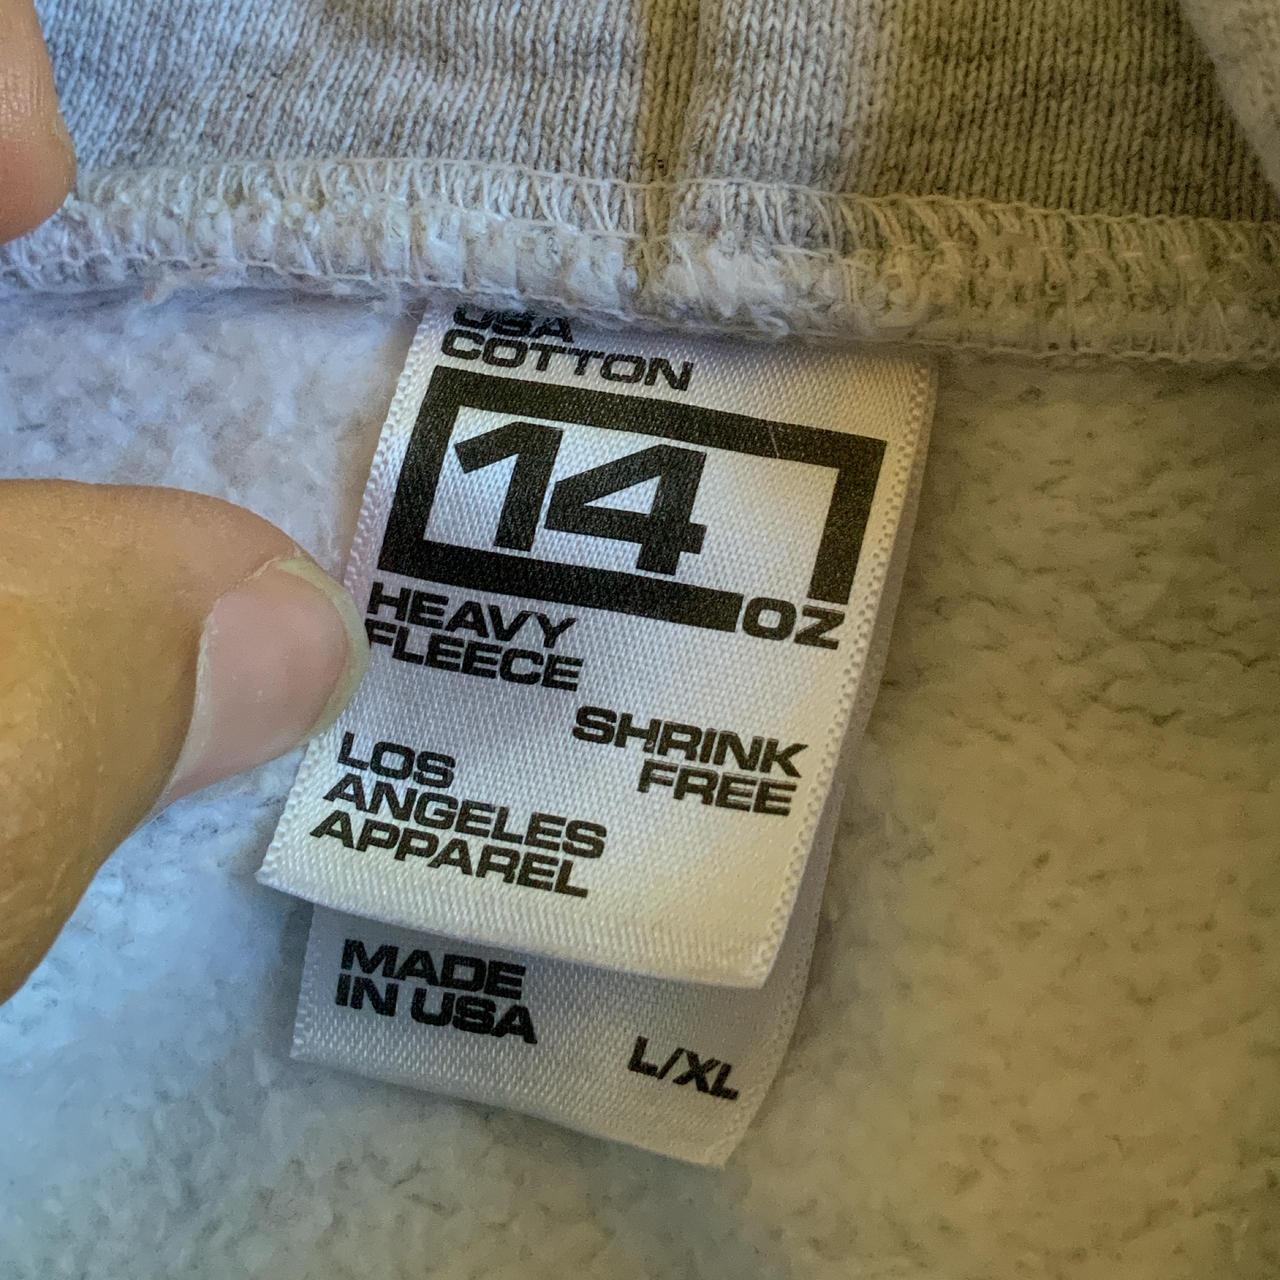 USA
COTTON
14
OZ
HEAVY
FLEECE
SHRINK
FREE
LOS
ANGELES
APPAREL
MADE
IN USA
L/XL